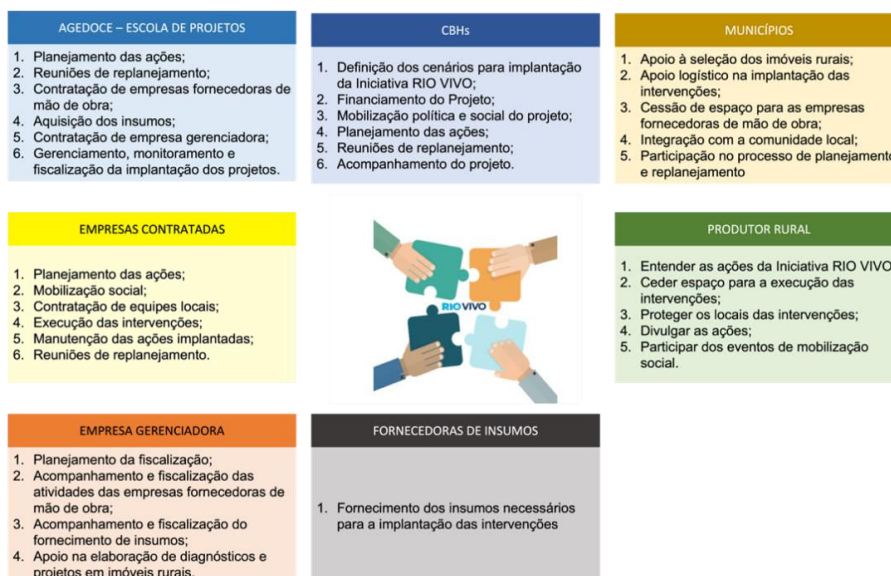 AGEDOCE – ESCOLA DE PROJETOS
1. Planejamento das ações;
2. Reuniões de replanejamento;
3. Contratação de empresas fornecedoras de
mão de obra;
4. Aquisição dos insumos;
5. Contratação de empresa gerenciadora;
6. Gerenciamento, monitoramento e
fiscalização da implantação dos projetos.
CBHs
1. Definição dos cenários para implantação
da Iniciativa RIO VIVO;
2. Financiamento do Projeto;
3. Mobilização política e social do projeto;
4. Planejamento das ações;
5. Reuniões de replanejamento;
6. Acompanhamento do projeto.
MUNICÍPIOS
1. Apoio à seleção dos imóveis rurais;
2. Apoio logístico na implantação das
intervenções;
3. Cessão de espaço para as empresas
fornecedoras de mão de obra;
4. Integração com a comunidade local;
5. Participação no processo de planejamento
e replanejamento
EMPRESAS CONTRATADAS
1. Planejamento das ações;
2. Mobilização social;
3. Contratação de equipes locais;
4. Execução das intervenções;
5. Manutenção das ações implantadas;
6. Reuniões de replanejamento.
RIO VIVO
PRODUTOR RURAL
1. Entender as ações da Iniciativa RIO VIVO
2. Ceder espaço para a execução das
intervenções;
3. Proteger os locais das intervenções;
4. Divulgar as ações;
5. Participar dos eventos de mobilização
social.
EMPRESA GERENCIADORA
1. Planejamento da fiscalização;
2. Acompanhamento e fiscalização das
atividades das empresas fornecedoras de
mão de obra;
3. Acompanhamento e fiscalização do
fornecimento de insumos;
4. Apoio na elaboração de diagnósticos e
projetos em imóveis rurais.
FORNECEDORAS DE INSUMOS
1. Fornecimento dos insumos necessários
para a implantação das intervenções